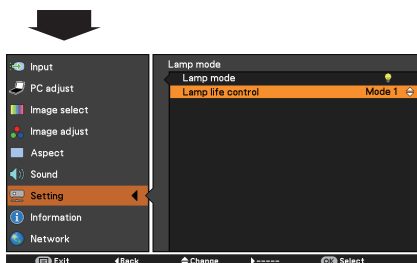 Input
PC adjust
Image select
Image adjust
Aspect
Sound
Setting
Information
Network
Lamp mode
Lamp mode
Lamp life control Mode 1
Exit Back Change ----- OK Select